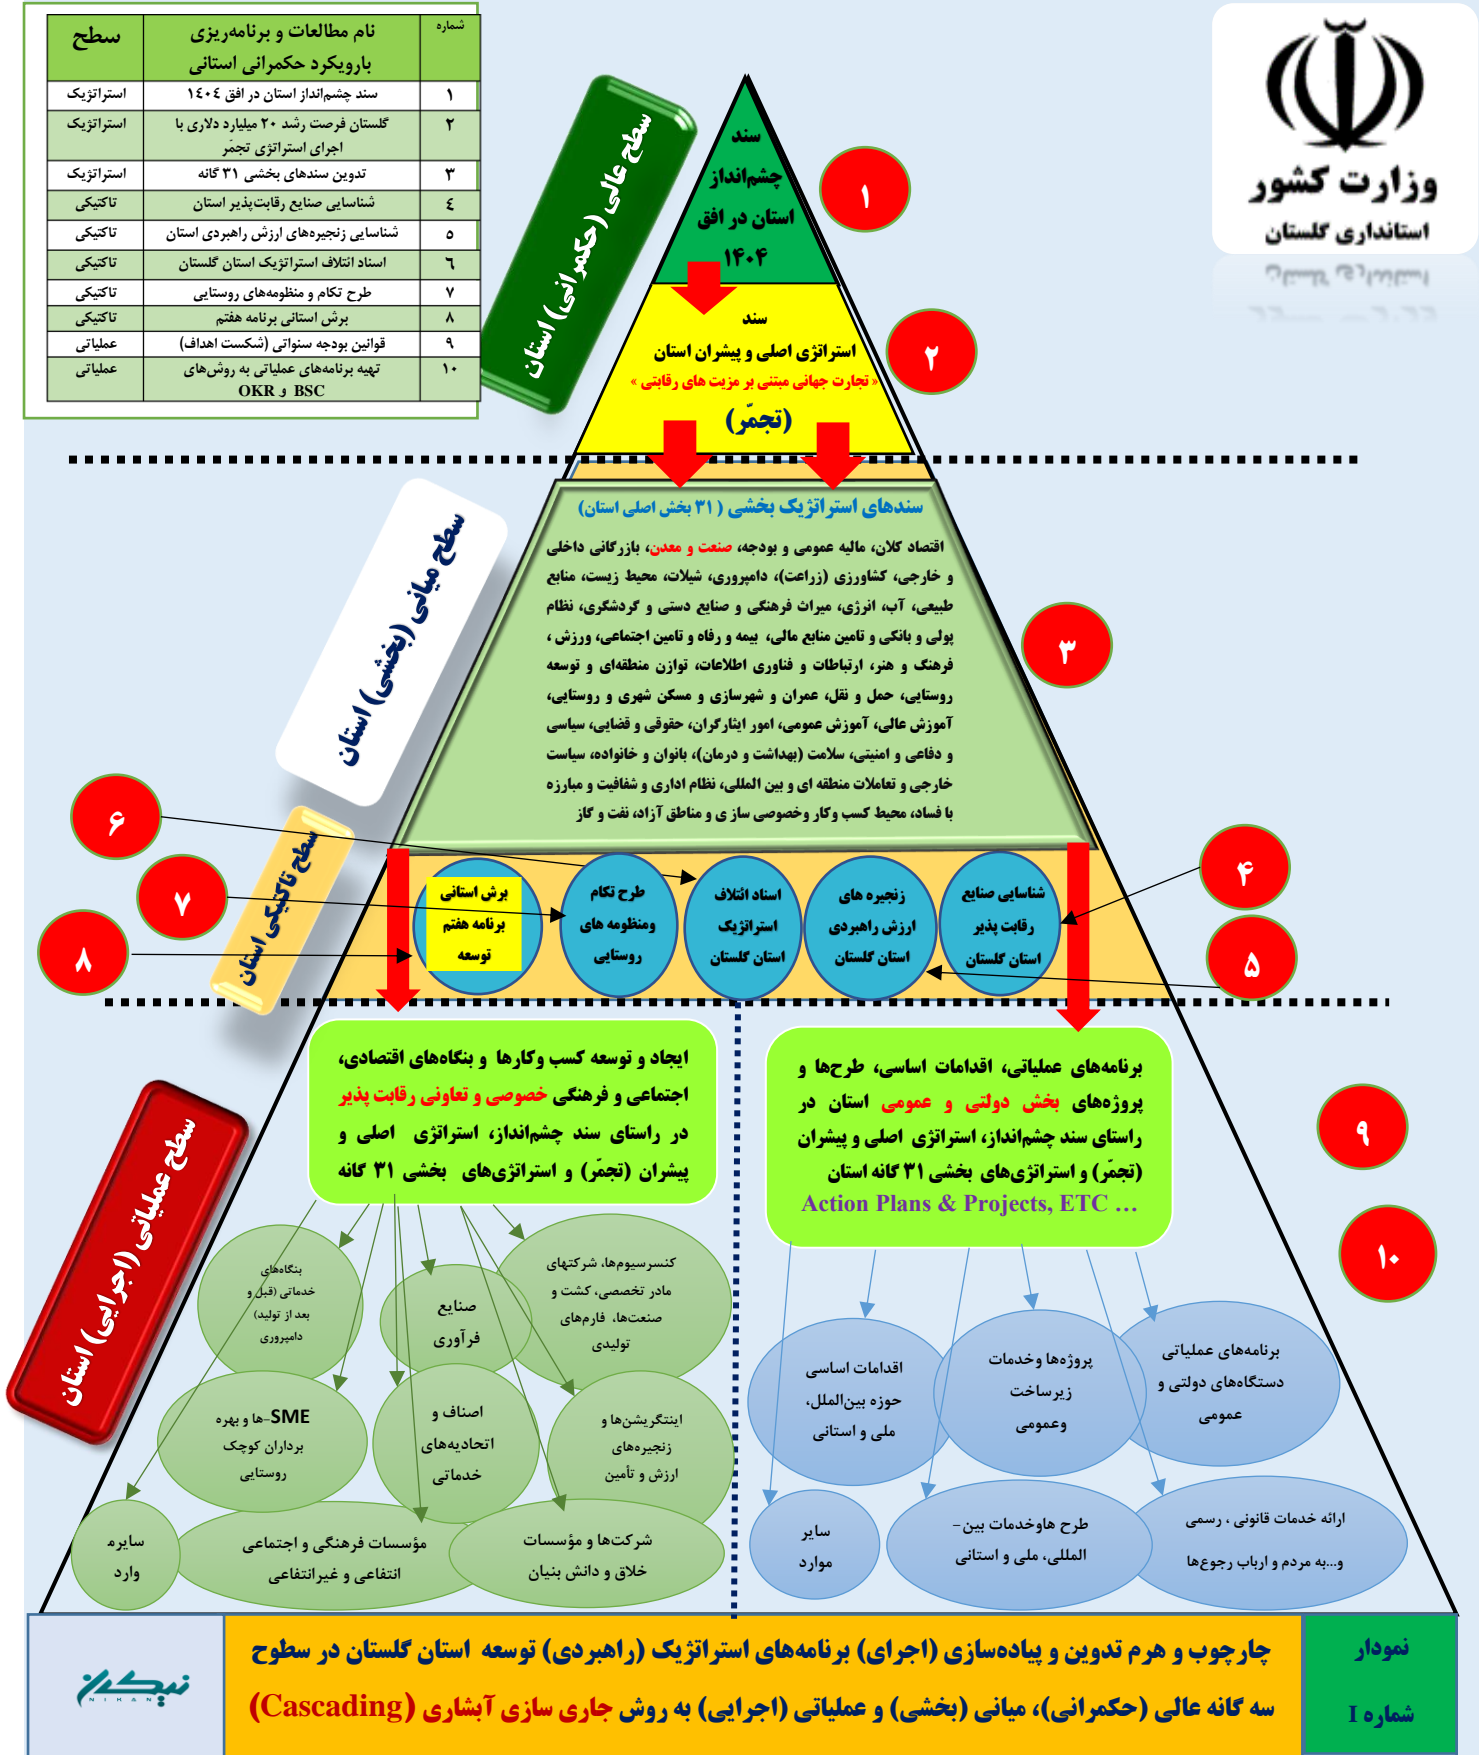 شماره
نام مطالعات و برنامه‌ریزی
بارویکرد حکمرانی استانی
سطح
۱
سند چشم‌انداز استان در افق ۱٤۰٤
استراتژیک
۲
گلستان فرصت رشد ۲۰ میلیارد دلاری با
اجرای استراتژی تجمّر
استراتژیک
۳
تدوین سندهای بخشی ۳۱ گانه
استراتژیک
٤
شناسایی صنایع رقابت‌پذیر استان
تاکتیکی
٥
شناسایی زنجیره‌های ارزش راهبردی استان
تاکتیکی
٦
اسناد ائتلاف استراتژیک استان گلستان
تاکتیکی
۷
طرح تکام و منظومه‌های روستایی
تاکتیکی
۸
برش استانی برنامه هفتم
تاکتیکی
۹
قوانین بودجه سنواتی (شکست اهداف)
عملیاتی
۱۰
تهیه برنامه‌های عملیاتی به روش‌های
BSC و OKR
عملیاتی
وزارت کشور
استانداری گلستان
سطح عالی (حکمرانی) استان
سند
چشم‌انداز
استان در افق
۱۴۰۴
۱
سند
استراتژی اصلی و پیشران استان
« تجارت جهانی مبتنی بر مزیت های رقابتی »
(تجمّر)
۲
سطح میانی (بخشی) استان
سندهای استراتژیک بخشی ( ۳۱ بخش اصلی استان)
اقتصاد کلان، مالیه عمومی و بودجه، صنعت و معدن، بازرگانی داخلی
و خارجی، کشاورزی (زراعت)، دامپروری، شیلات، محیط زیست، منابع
طبیعی، آب، انرژی، میراث فرهنگی و صنایع دستی و گردشگری، نظام
پولی و بانکی و تامین منابع مالی، بیمه و رفاه و تامین اجتماعی، ورزش ،
فرهنگ و هنر، ارتباطات و فناوری اطلاعات، توازن منطقه‌ای و توسعه
روستایی، حمل و نقل، عمران و شهرسازی و مسکن شهری و روستایی،
آموزش عالی، آموزش عمومی، امور ایثارگران، حقوقی و قضایی، سیاسی
و دفاعی و امنیتی، سلامت (بهداشت و درمان)، بانوان و خانواده، سیاست
خارجی و تعاملات منطقه ای و بین المللی، نظام اداری و شفافیت و مبارزه
با فساد، محیط کسب وکار وخصوصی سازی و مناطق آزاد، نفت و گاز
۳
سطح تاکتیکی استان
۶
۷
۸
۴
۵
شناسایی صنایع
رقابت پذیر
استان گلستان
زنجیره های
ارزش راهبردی
استان گلستان
اسناد ائتلاف
استراتژیک
استان گلستان
طرح تکام
ومنظومه های
روستایی
برش استانی
برنامه هفتم
توسعه
سطح عملیاتی (اجرایی) استان
برنامه‌های عملیاتی، اقدامات اساسی، طرح‌ها و
پروژه‌های بخش دولتی و عمومی استان در
راستای سند چشم‌انداز، استراتژی اصلی و پیشران
(تجمّر) و استراتژی‌های بخشی ۳۱ گانه استان
Action Plans & Projects, ETC …
ایجاد و توسعه کسب وکارها و بنگاه‌های اقتصادی،
اجتماعی و فرهنگی خصوصی و تعاونی رقابت پذیر
در راستای سند چشم‌انداز، استراتژی اصلی و
پیشران (تجمّر) و استراتژی‌های بخشی ۳۱ گانه
۹
۱۰
برنامه‌های عملیاتی
دستگاه‌های دولتی و
عمومی
پروژه‌ها وخدمات
زیرساخت
وعمومی
اقدامات اساسی
حوزه بین‌الملل،
ملی و استانی
ارائه خدمات قانونی ، رسمی
و...به مردم و ارباب رجوع‌ها
طرح هاوخدمات بین–
المللی، ملی و استانی
سایر
موارد
کنسرسیوم‌ها، شرکتهای
مادر تخصصی، کشت و
صنعت‌ها، فارم‌های
تولیدی
صنایع
فرآوری
بنگاه‌های
خدماتی (قبل و
بعد از تولید)
دامپروری
اینتگریشن‌ها و
زنجیره‌های
ارزش و تأمین
اصناف و
اتحادیه‌های
خدماتی
SME–ها و بهره
برداران کوچک
روستایی
شرکت‌ها و مؤسسات
خلاق و دانش بنیان
مؤسسات فرهنگی و اجتماعی
انتفاعی و غیرانتفاعی
سایرم
وارد
نمودار
شماره I
چارچوب و هرم تدوین و پیاده‌سازی (اجرای) برنامه‌های استراتژیک (راهبردی) توسعه استان گلستان در سطوح
سه گانه عالی (حکمرانی)، میانی (بخشی) و عملیاتی (اجرایی) به روش جاری سازی آبشاری (Cascading)
NIKAN